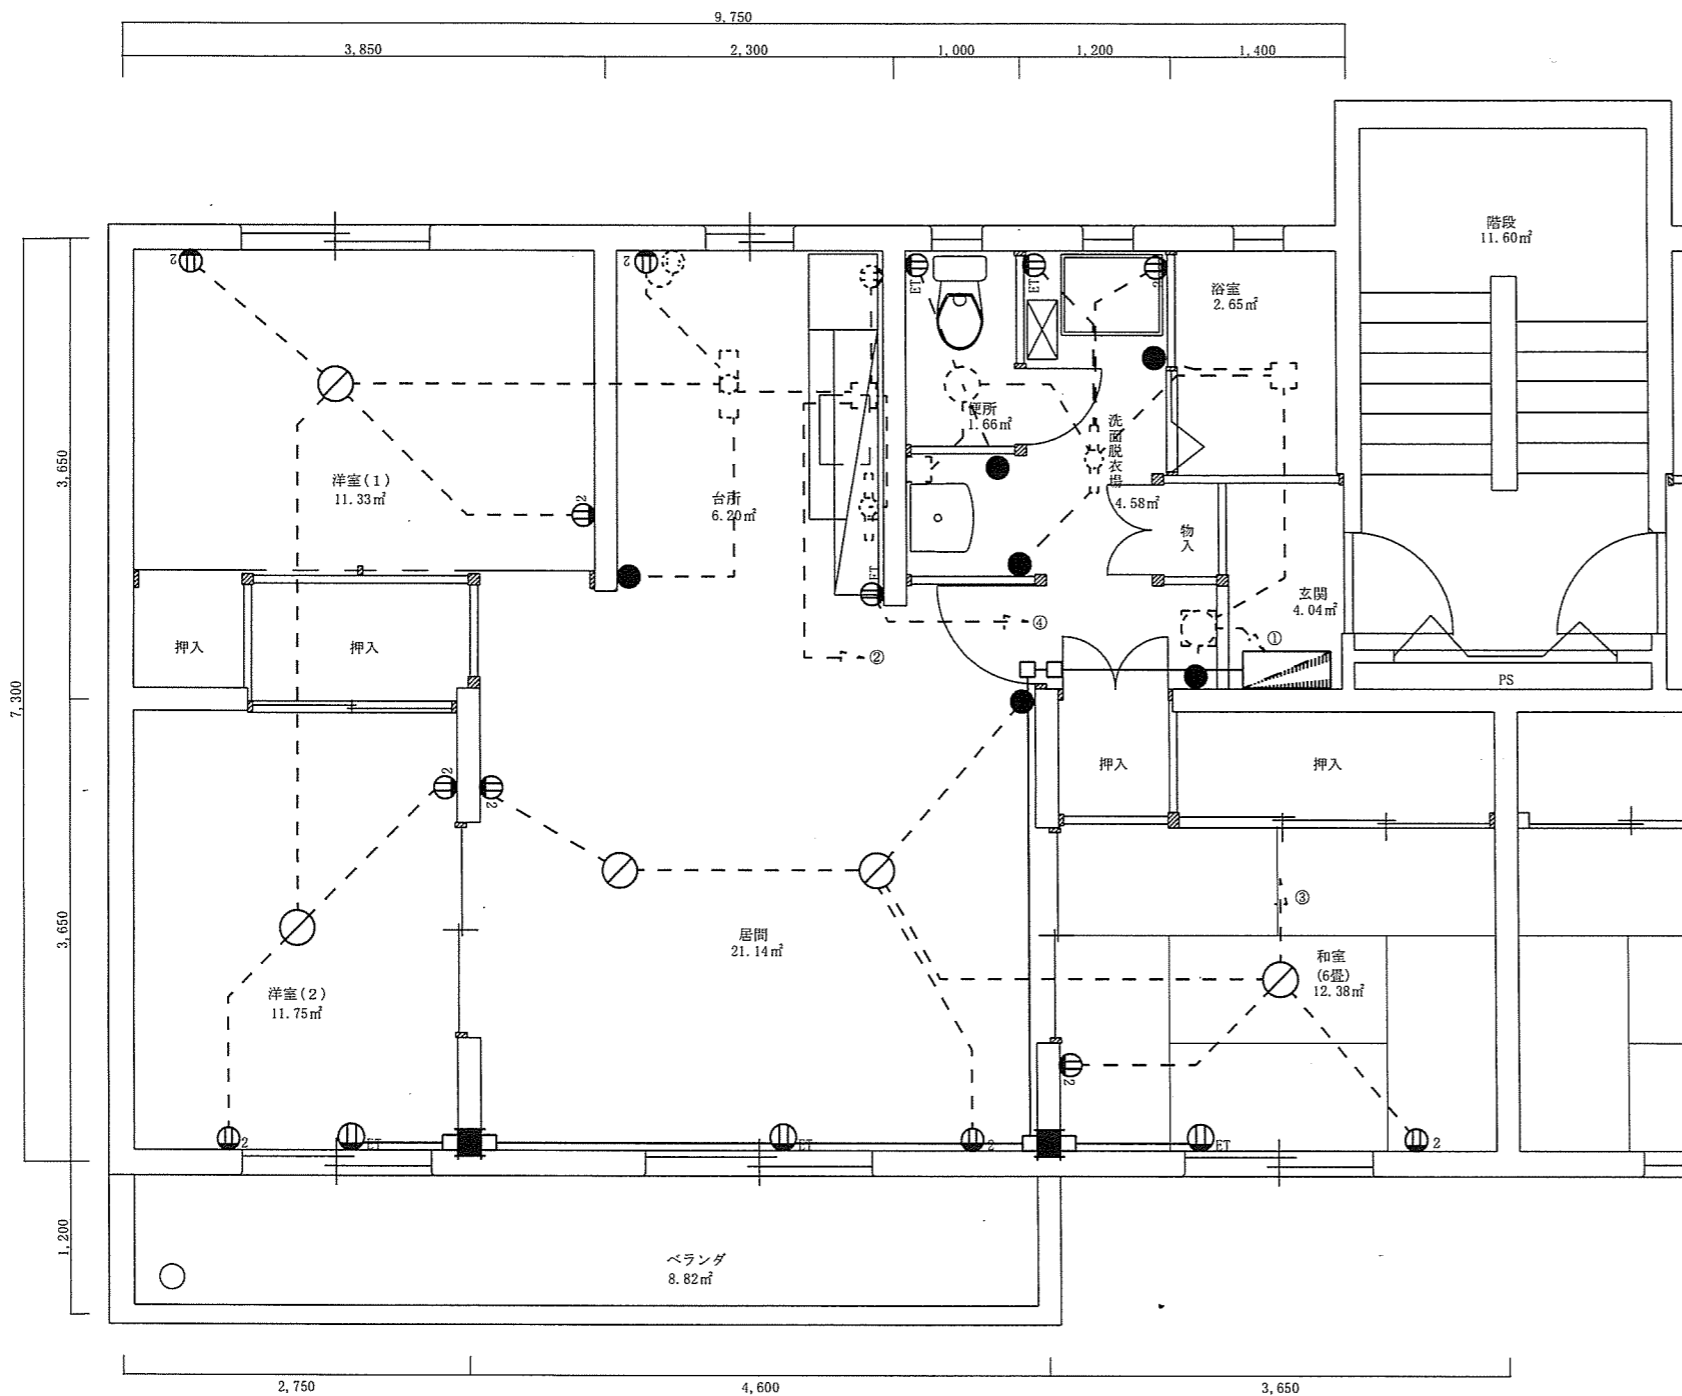 9,750
3,850
2,300
1,000
1,200
1,400
階段
11.60㎡
2
2
ET
ET
2
浴室
2.65㎡
便所
1.66㎡
洗面脱衣場
4.58㎡
洋室(1)
11.33㎡
2
台所
6.20㎡
物入
ET
玄関
4.04㎡
④
①
②
押入
押入
PS
3,650
7,300
3,650
1,200
2
2
押入
押入
③
居間
21.14㎡
和室
(6畳)
12.38㎡
洋室(2)
11.75㎡
2
2
ET
ET
2
ET
2
ベランダ
8.82㎡
2,750
4,600
3,650